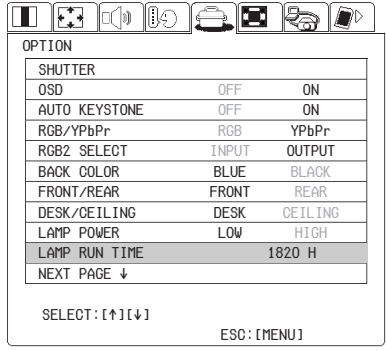 OPTION
SHUTTER
OSD OFF ON
AUTO KEYSTONE OFF ON
RGB/YPbPr RGB YPbPr
RGB2 SELECT INPUT OUTPUT
BACK COLOR BLUE BLACK
FRONT/REAR FRONT REAR
DESK/CEILING DESK CEILING
LAMP POWER LOW HIGH
LAMP RUN TIME 1820 H
NEXT PAGE ↓
SELECT:[↑][↓]
ESC:[MENU]